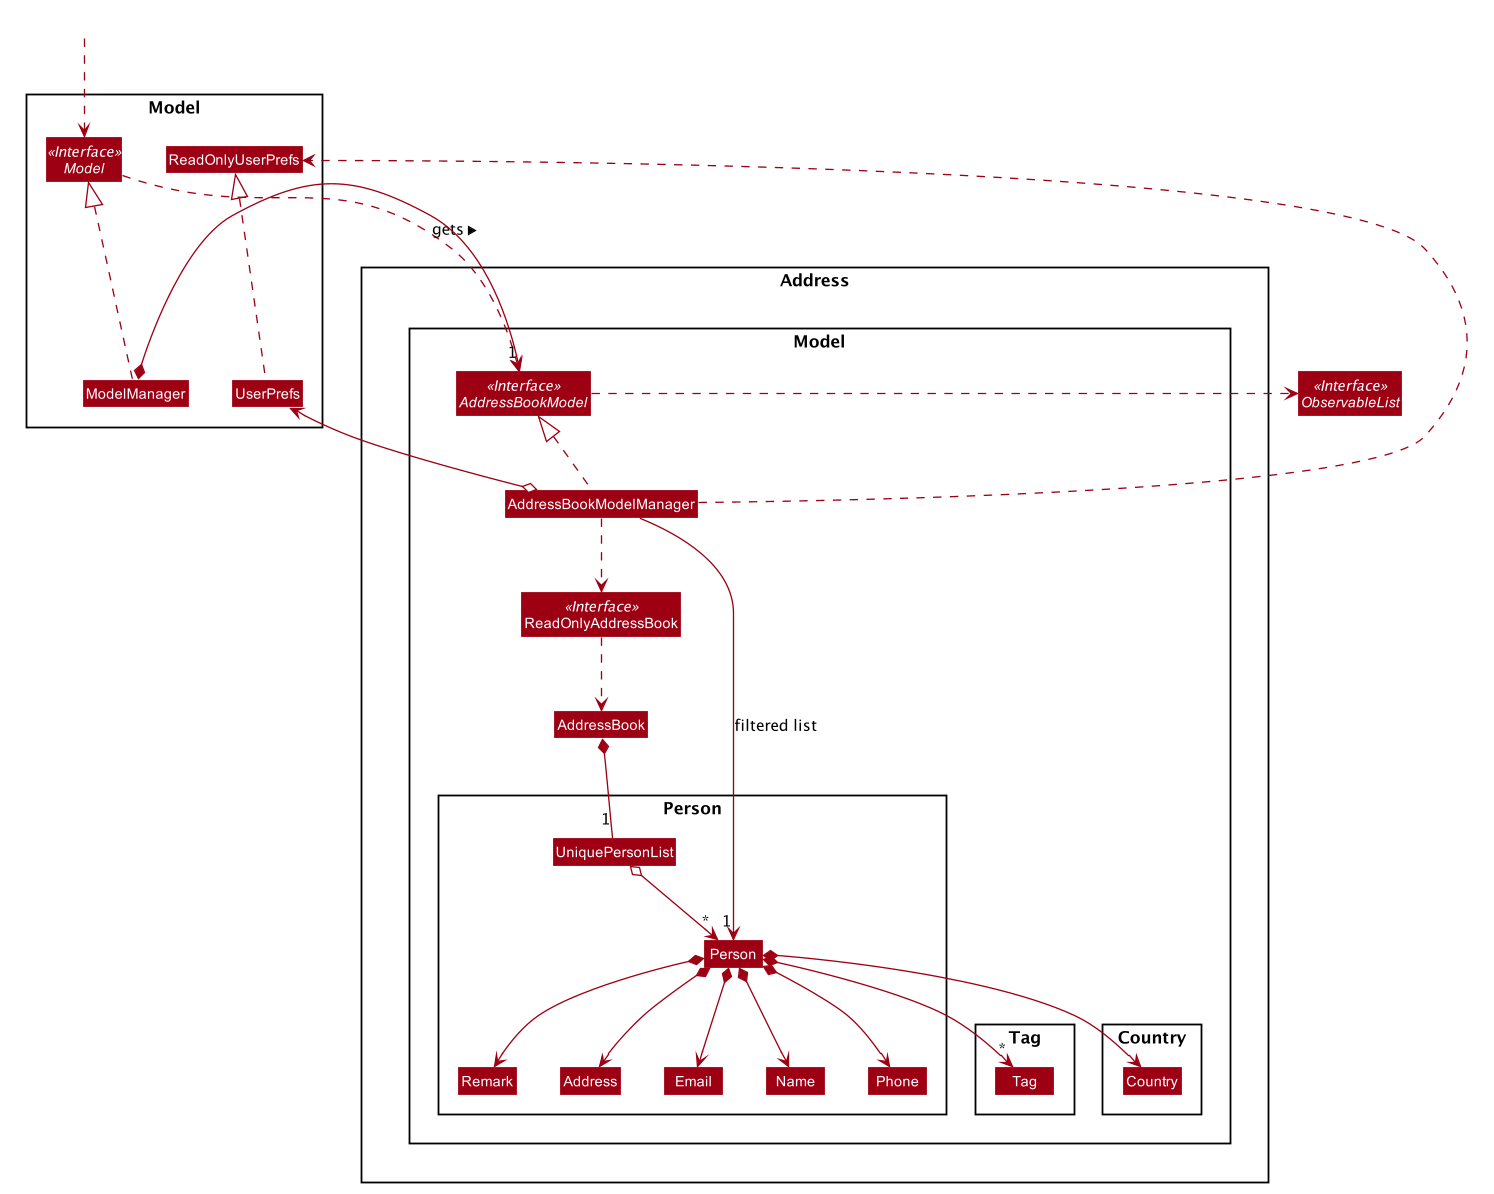 Model
«Interface»
Model
ReadOnlyUserPrefs
gets ▶
Address
Model
1
ModelManager
UserPrefs
«Interface»
AddressBookModel
«Interface»
ObservableList
AddressBookModelManager
«Interface»
ReadOnlyAddressBook
AddressBook
filtered list
Person
1
UniquePersonList
*
1
Person
Tag
Country
*
Remark
Address
Email
Name
Phone
Tag
Country